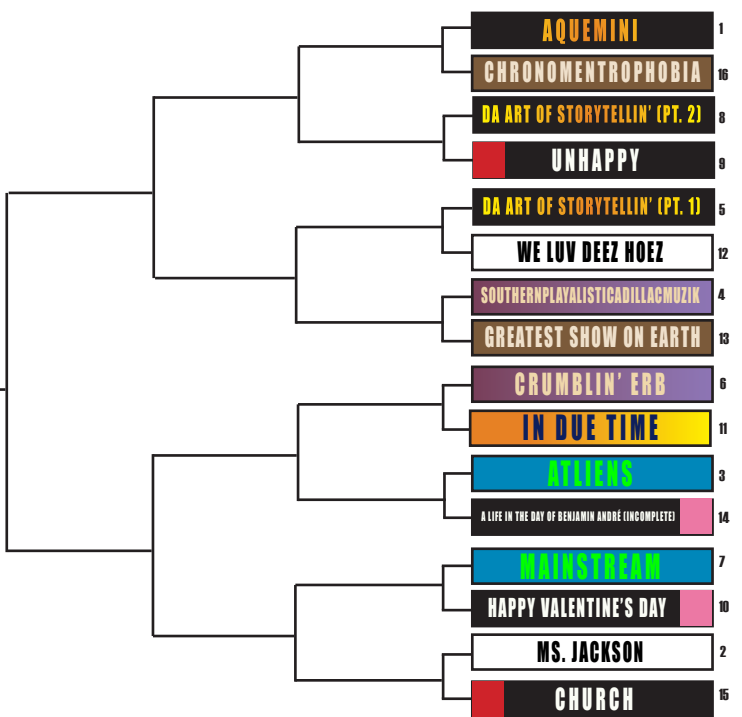 AQUEMINI 1
CHRONOMENTROPHOBIA 16
DA ART OF STORYTELLIN' (PT. 2) 8
UNHAPPY 9
DA ART OF STORYTELLIN' (PT. 1) 5
WE LUV DEEZ HOEZ 12
SOUTHERNPLAYALISTICADILLACMUZIK 4
GREATEST SHOW ON EARTH 13
CRUMBLIN' ERB 6
IN DUE TIME 11
ATLIENS 3
A LIFE IN THE DAY OF BENJAMIN ANDRÉ (INCOMPLETE) 14
MAINSTREAM 7
HAPPY VALENTINE'S DAY 10
MS. JACKSON 2
CHURCH 15